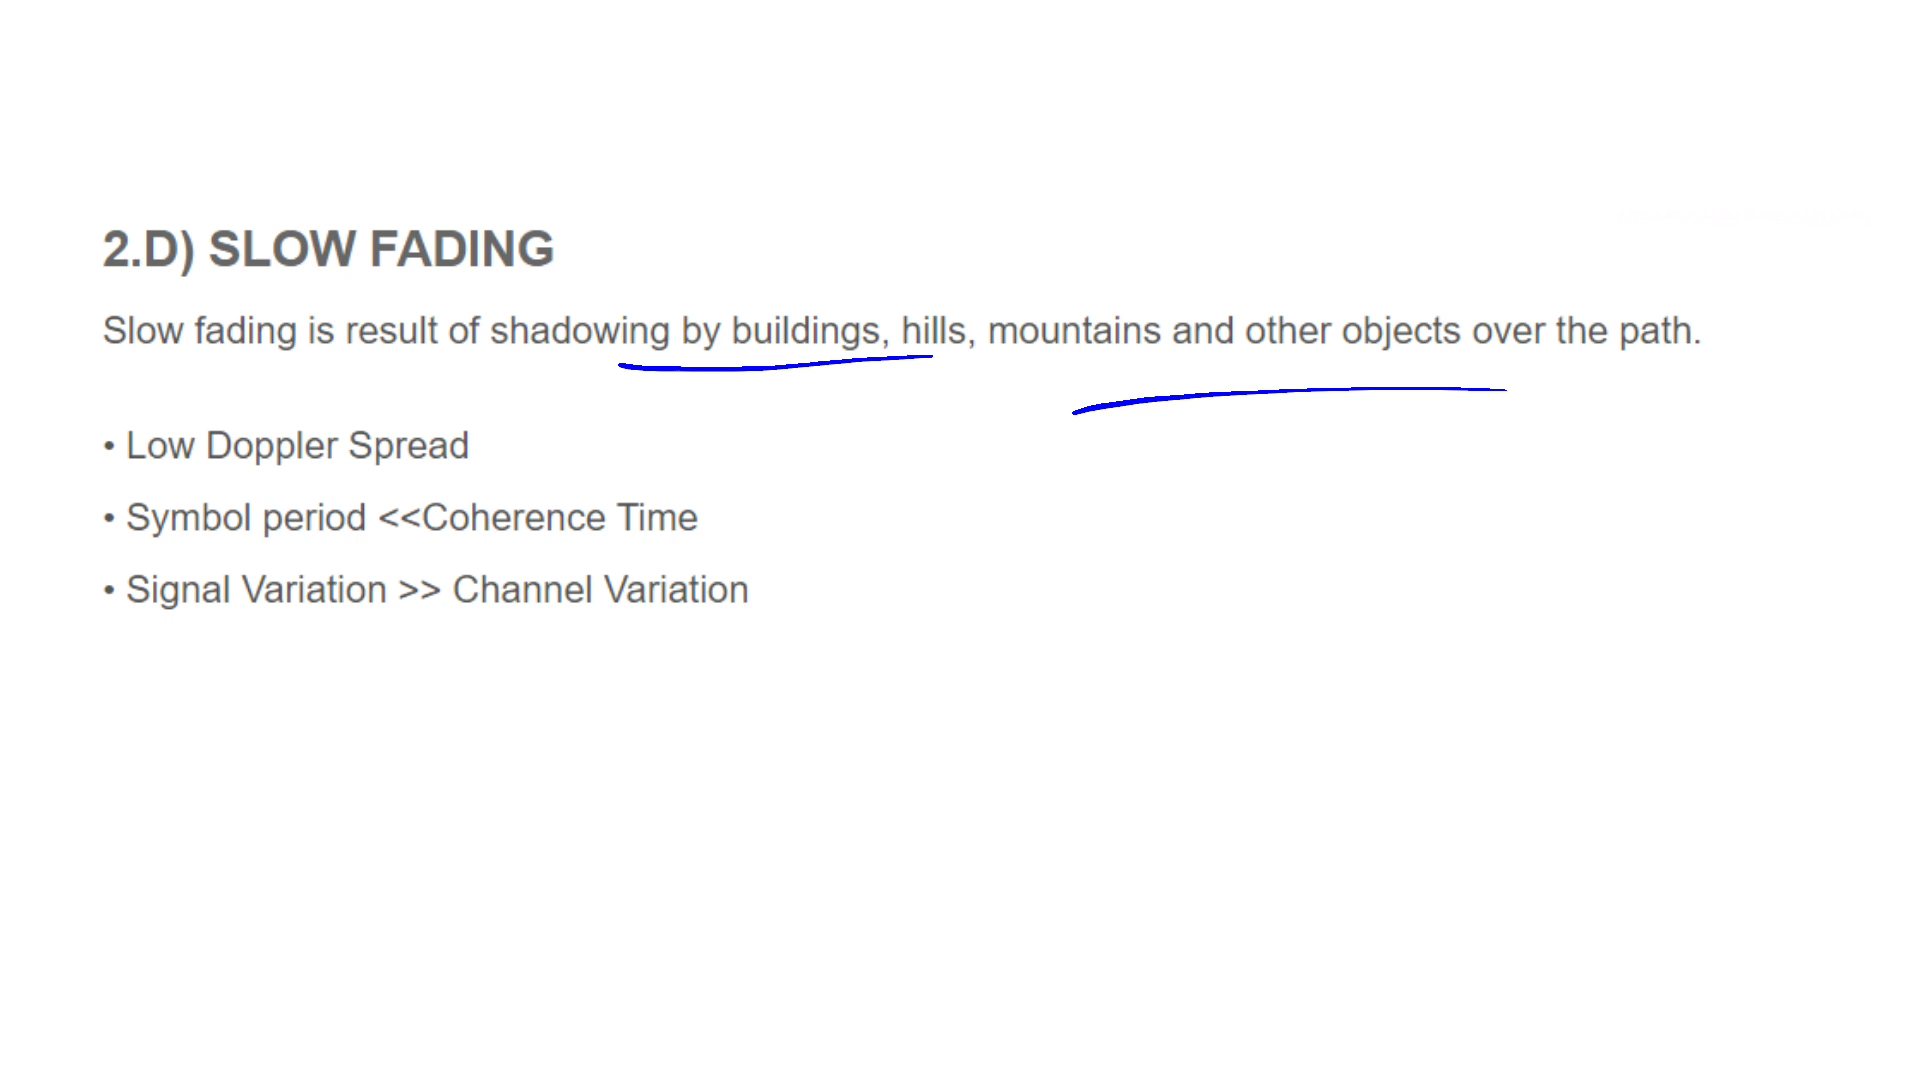 2.D) SLOW FADING
Slow fading is result of shadowing by buildings, hills, mountains and other objects over the path.
• Low Doppler Spread
• Symbol period <<Coherence Time
• Signal Variation >> Channel Variation